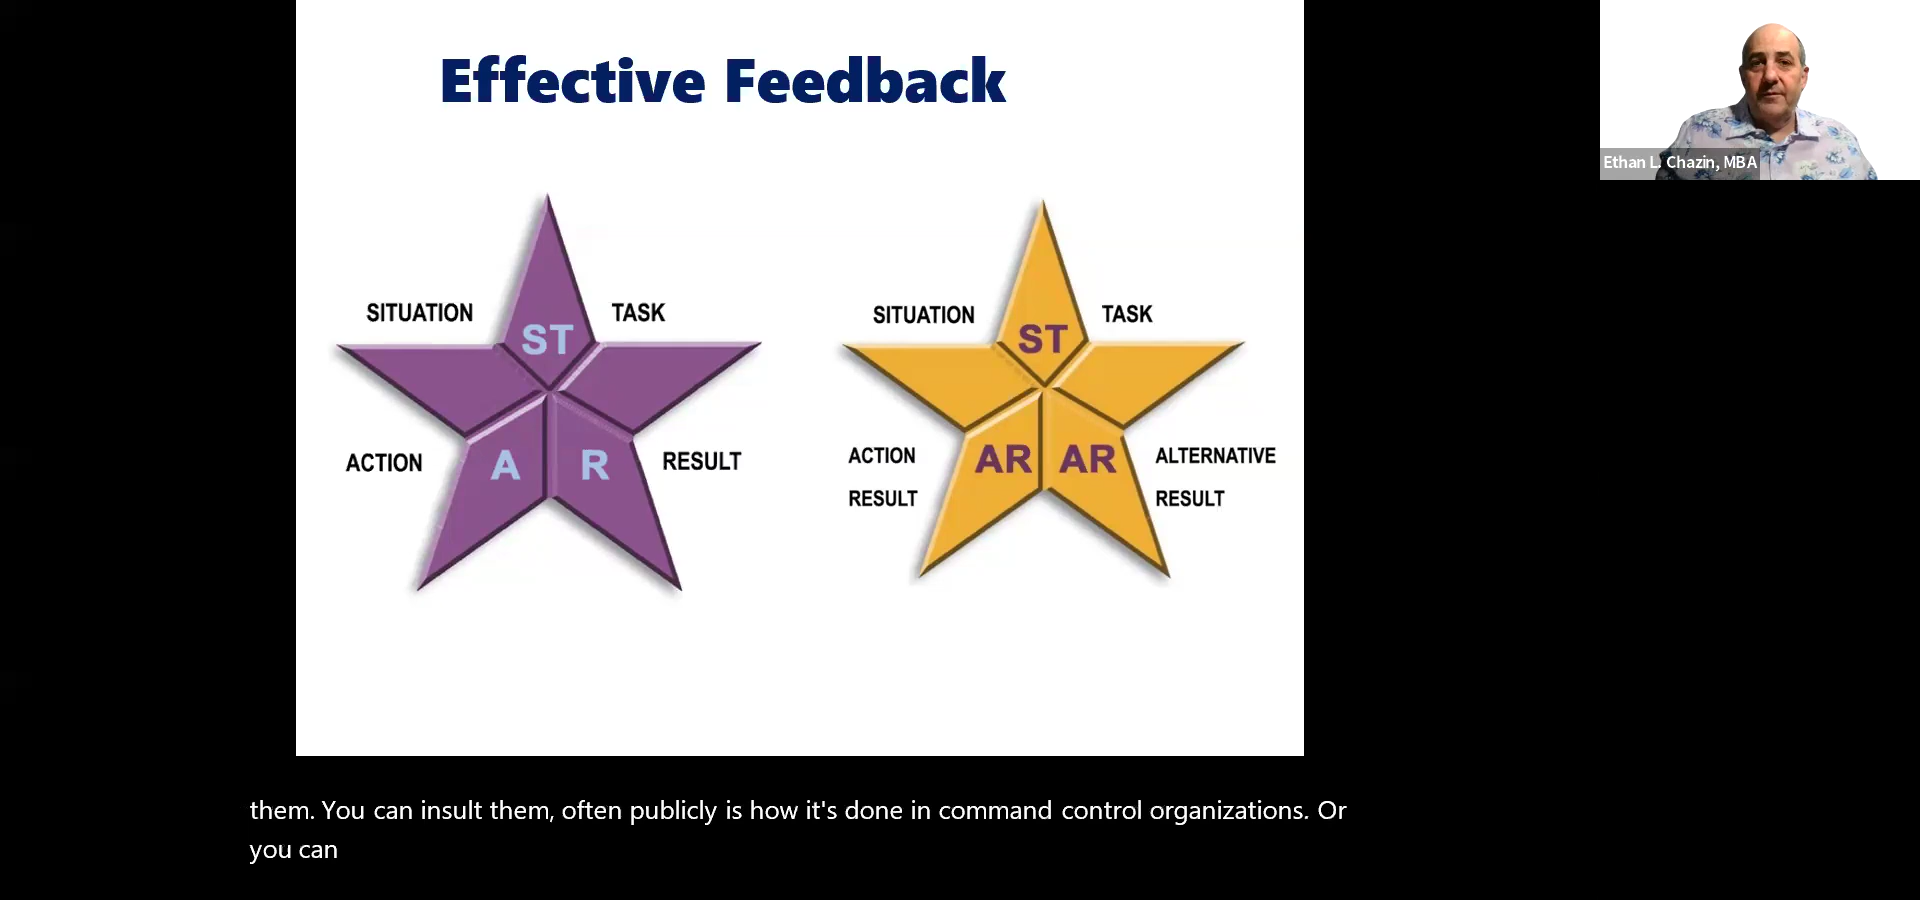 Effective Feedback
Ethan L. Chazin, MBA
SITUATION
TASK
ST
ACTION
A
R
RESULT
SITUATION
TASK
ST
ACTION
RESULT
AR
AR
ALTERNATIVE
RESULT
them. You can insult them, often publicly is how it's done in command control organizations. Or
you can